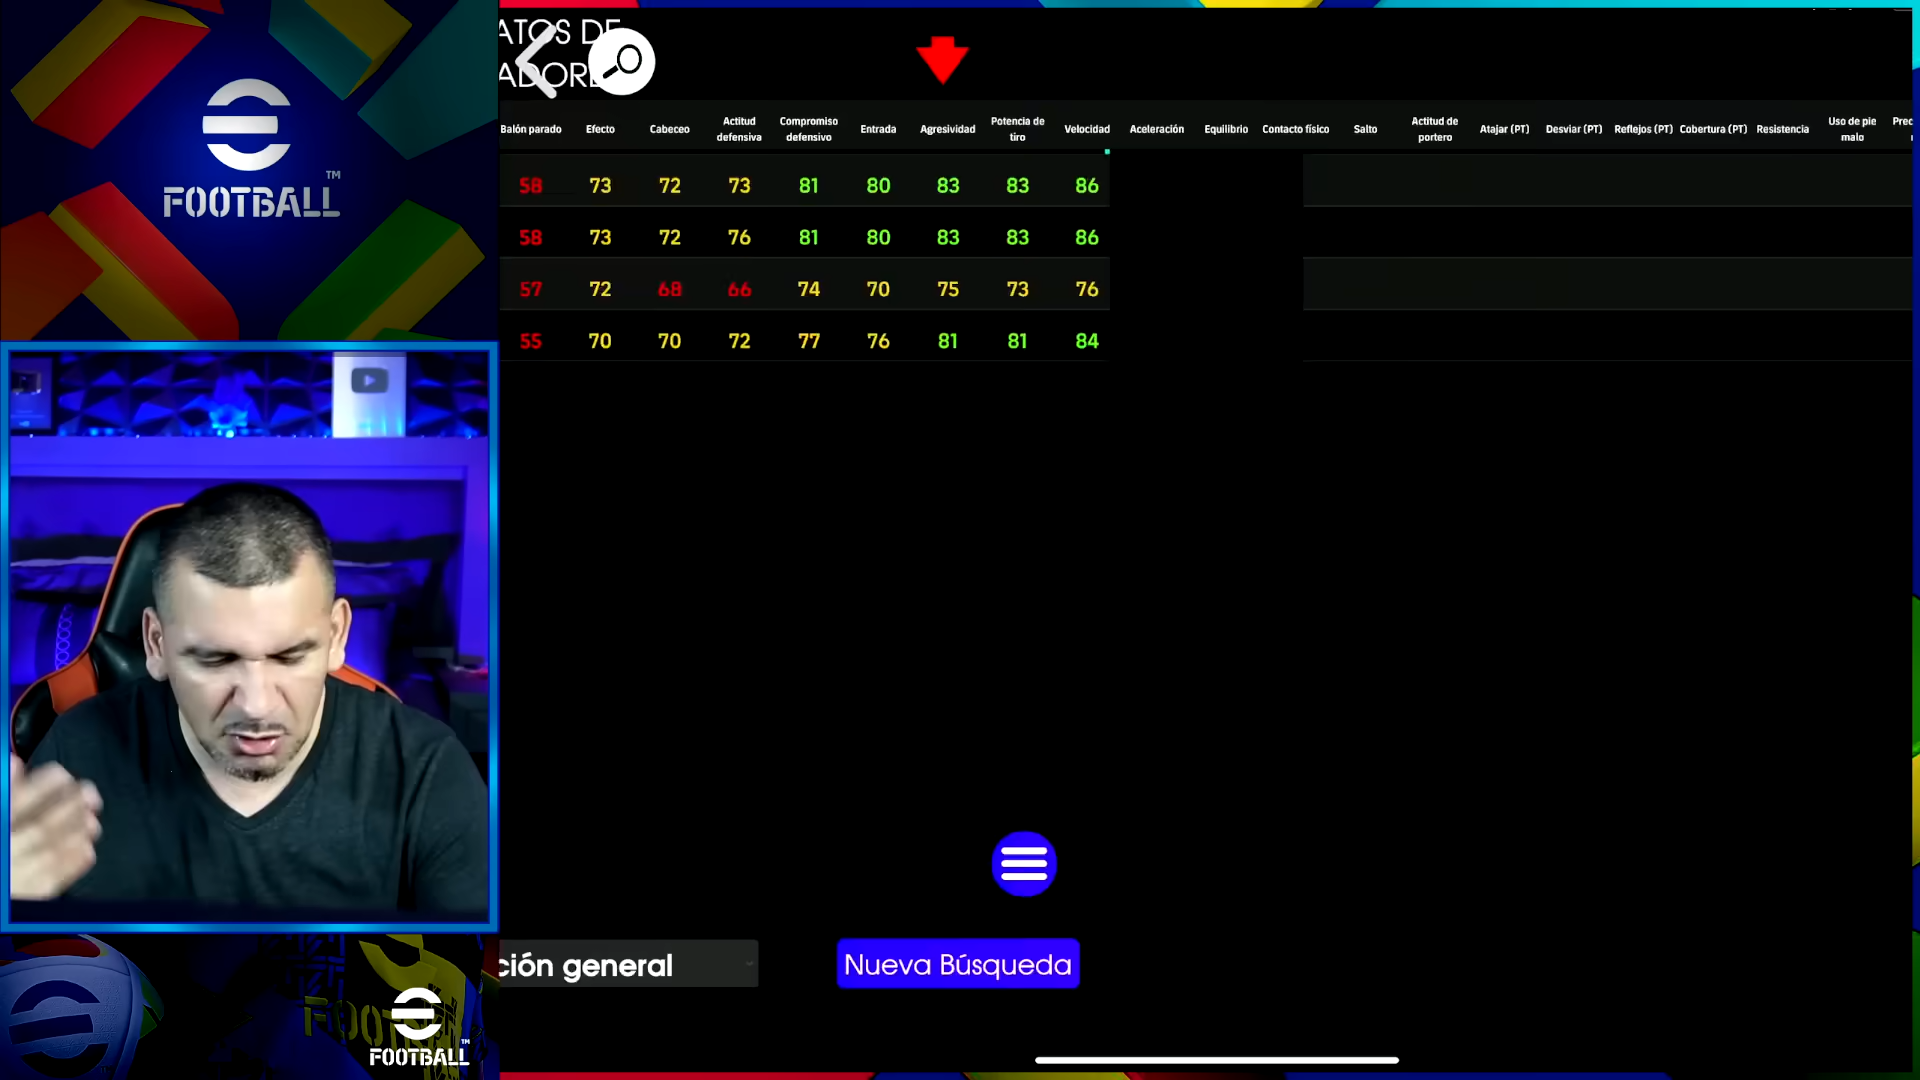 FOOTBALL™
ATOS DE
ADORE
Balón parado Efecto Cabeceo Actitud defensiva Compromiso defensivo Entrada Agresividad Potencia de tiro Velocidad Aceleración Equilibrio Contacto físico Salto Actitud de portero Atajar (PT) Desviar (PT) Reflejos (PT) Cobertura (PT) Resistencia Uso de pie malo Prec
58 73 72 73 81 80 83 83 86
58 73 72 76 81 80 83 83 86
57 72 68 66 74 70 75 73 76
55 70 70 72 77 76 81 81 84
ción general
Nueva Búsqueda
FOOTBALL™